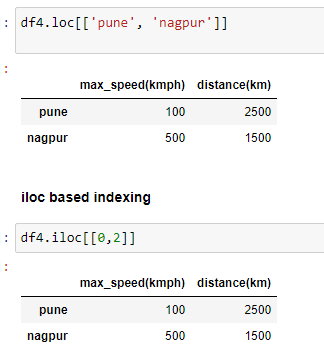 : df4.loc[['pune', 'nagpur']]
:
max_speed(kmph) distance(km)
pune 100 2500
nagpur 500 1500
iloc based indexing
: df4.iloc[[0,2]]
:
max_speed(kmph) distance(km)
pune 100 2500
nagpur 500 1500